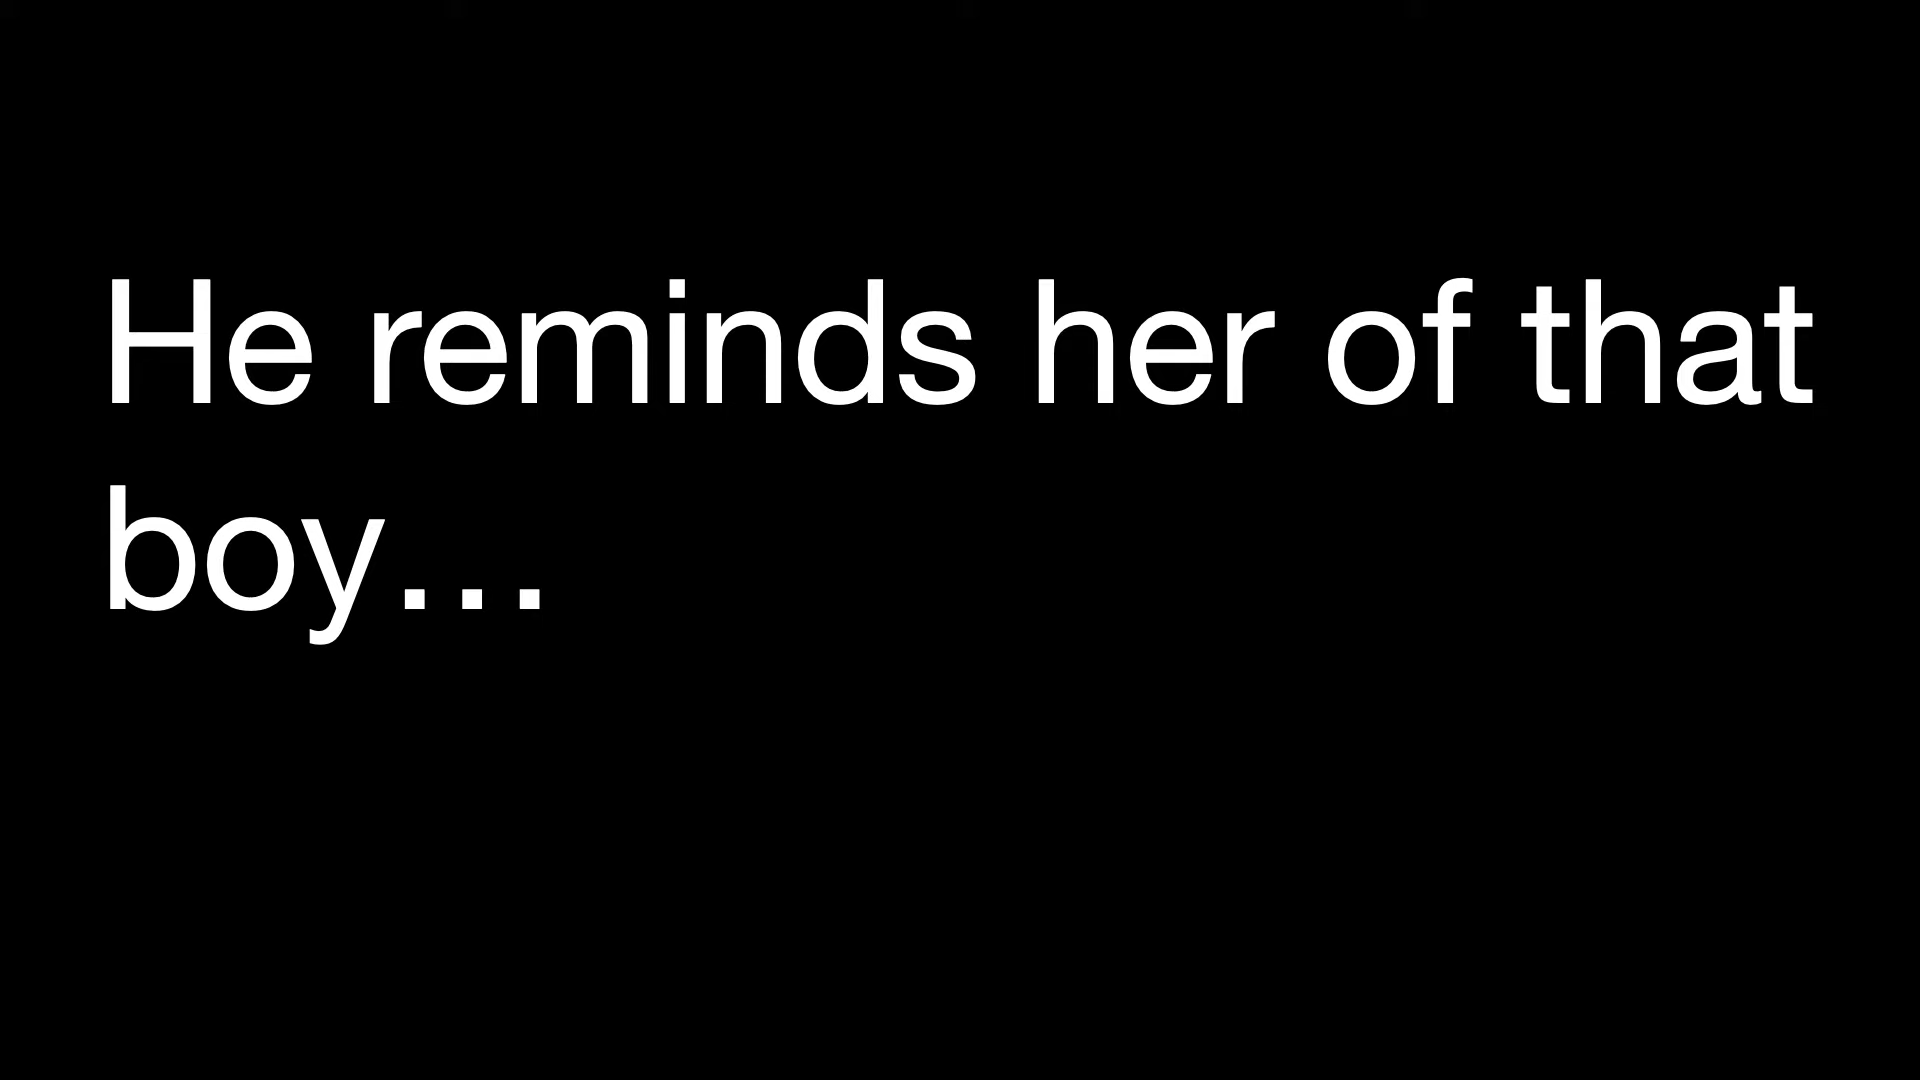 He reminds her of that
boy…